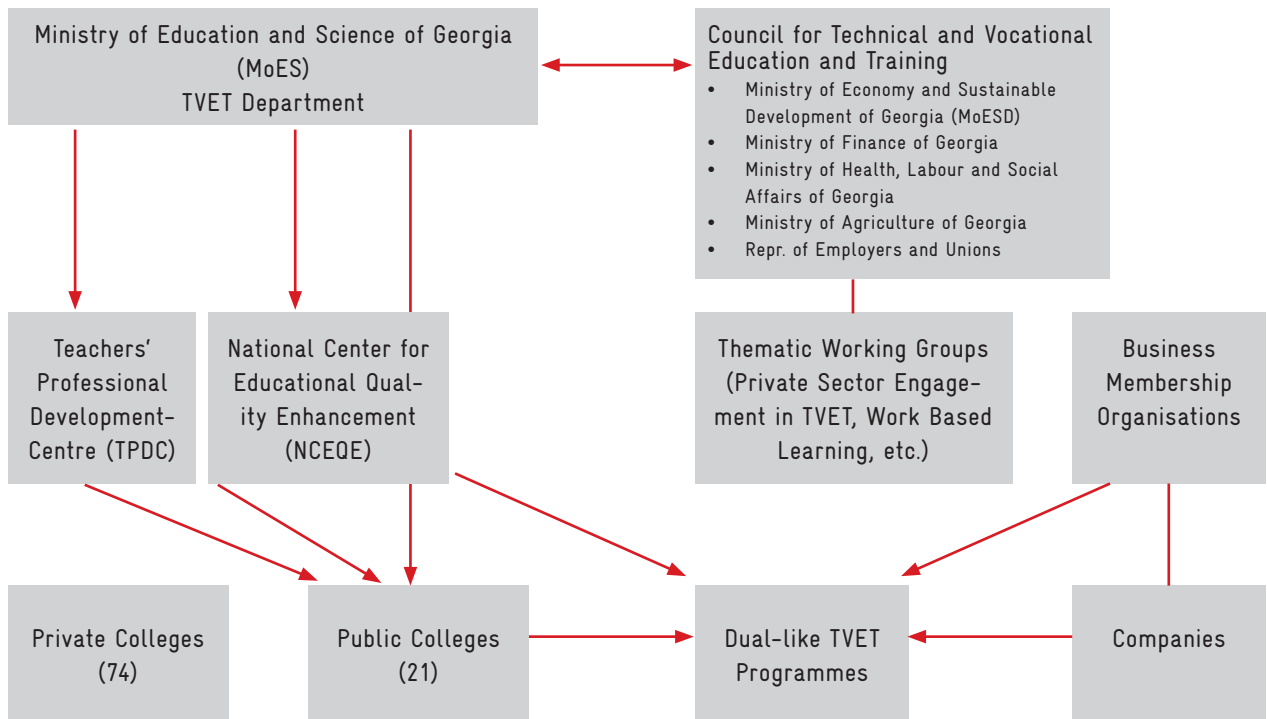 Ministry of Education and Science of Georgia
(MoES)
TVET Department
Council for Technical and Vocational
Education and Training
• Ministry of Economy and Sustainable
Development of Georgia (MoESD)
• Ministry of Finance of Georgia
• Ministry of Health, Labour and Social
Affairs of Georgia
• Ministry of Agriculture of Georgia
• Repr. of Employers and Unions
Teachers'
Professional
Development-
Centre (TPDC)
National Center for
Educational Qual-
ity Enhancement
(NCEQE)
Thematic Working Groups
(Private Sector Engage-
ment in TVET, Work Based
Learning, etc.)
Business
Membership
Organisations
Private Colleges
(74)
Public Colleges
(21)
Dual-like TVET
Programmes
Companies